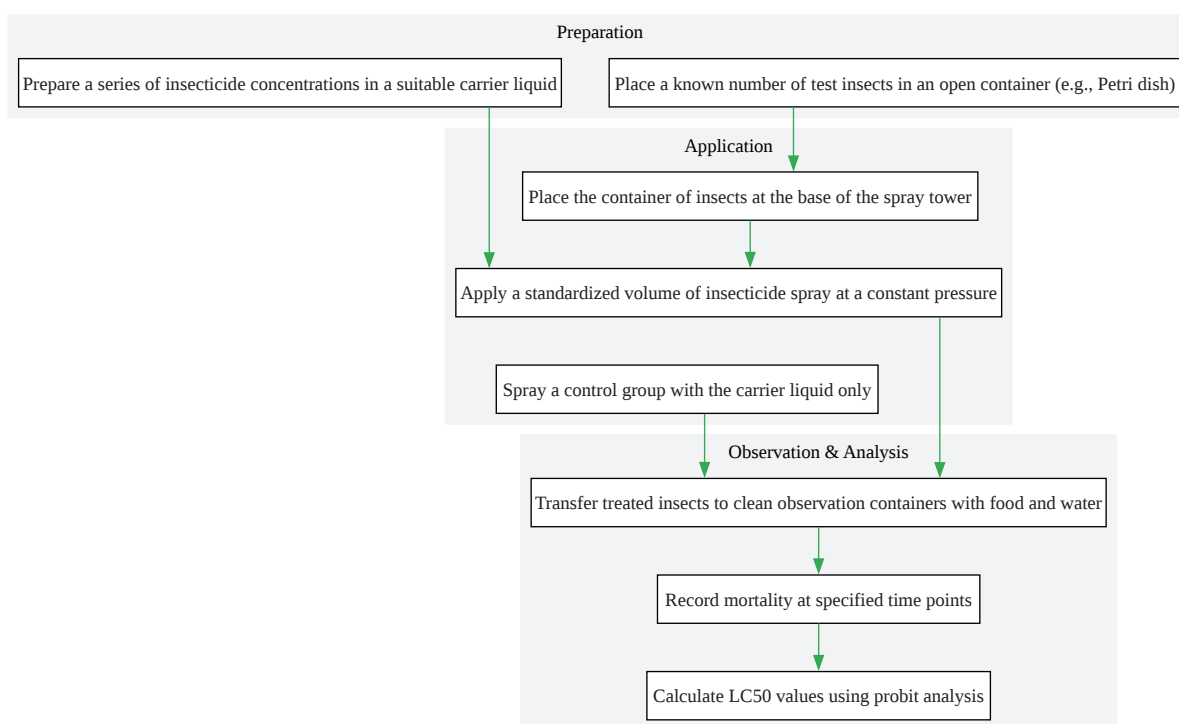 Preparation
Prepare a series of insecticide concentrations in a suitable carrier liquid
Place a known number of test insects in an open container (e.g., Petri dish)
Application
Place the container of insects at the base of the spray tower
Apply a standardized volume of insecticide spray at a constant pressure
Spray a control group with the carrier liquid only
Observation & Analysis
Transfer treated insects to clean observation containers with food and water
Record mortality at specified time points
Calculate LC50 values using probit analysis